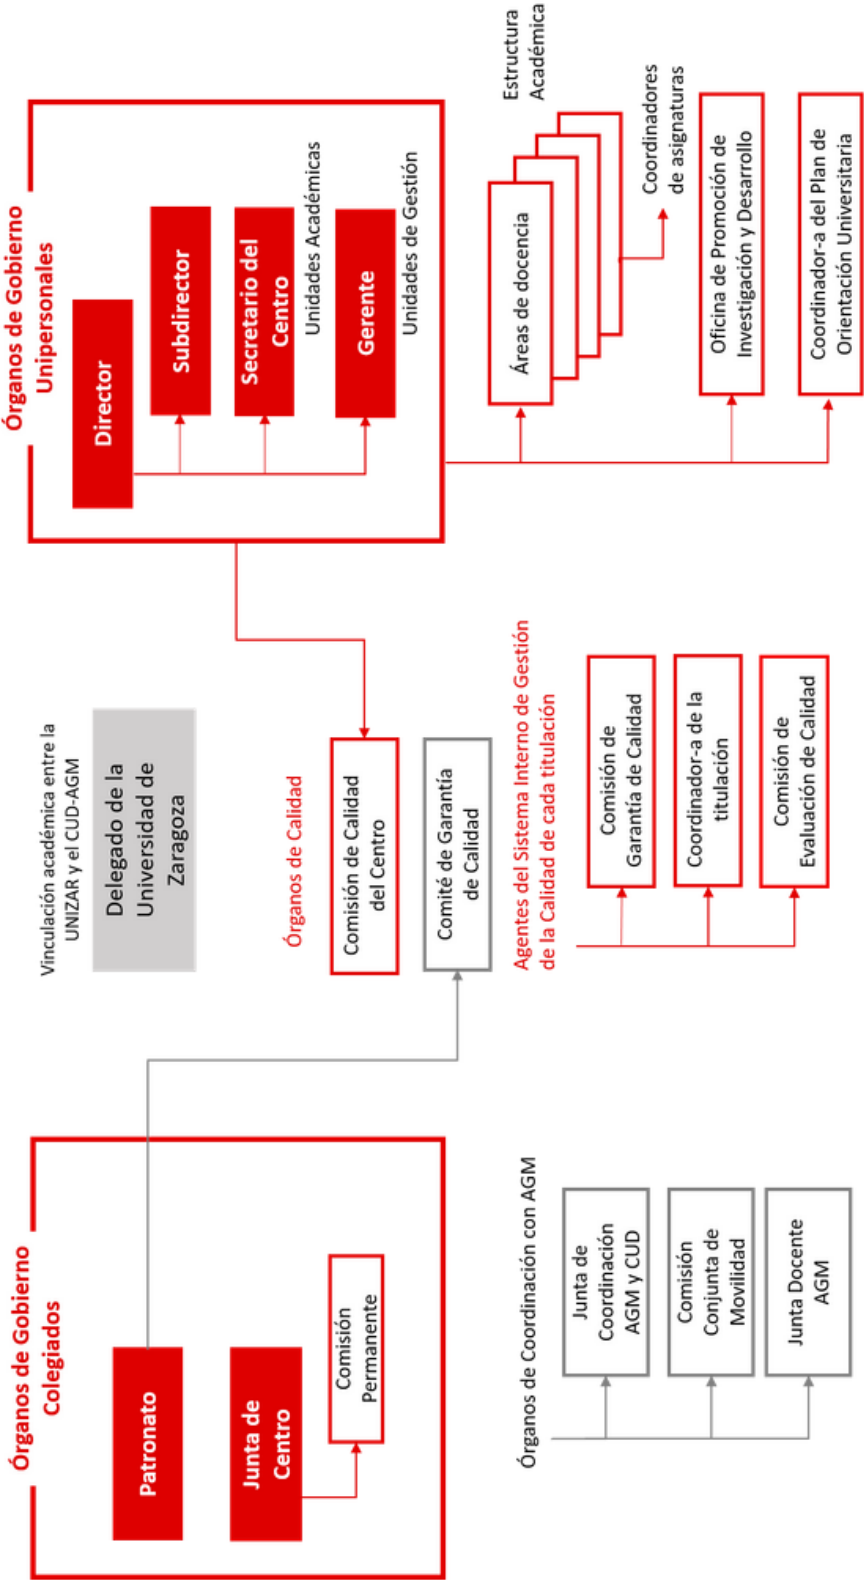 Órganos de Gobierno
Colegiados
Patronato
Junta de
Centro
Comisión
Permanente
Vinculación académica entre la
UNIZAR y el CUD-AGM
Delegado de la
Universidad de
Zaragoza
Órganos de Gobierno
Unipersonales
Director
Subdirector
Secretario del
Centro
Unidades Académicas
Gerente
Unidades de Gestión
Órganos de Calidad
Comisión de Calidad
del Centro
Comité de Garantía
de Calidad
Órganos de Coordinación con AGM
Junta de
Coordinación
AGM y CUD
Comisión
Conjunta de
Movilidad
Junta Docente
AGM
Agentes del Sistema Interno de Gestión
de la Calidad de cada titulación
Comisión de
Garantía de Calidad
Coordinador-a de la
titulación
Comisión de
Evaluación de Calidad
Estructura
Académica
Áreas de docencia
Coordinadores
de asignaturas
Oficina de Promoción de
Investigación y Desarrollo
Coordinador-a del Plan de
Orientación Universitaria